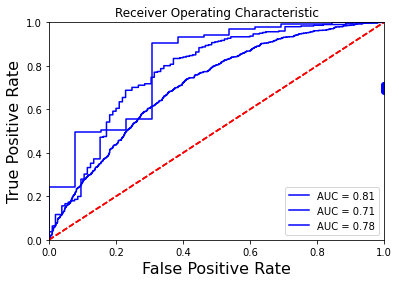 Receiver Operating Characteristic
True Positive Rate
1.0
0.8
0.6
0.4
0.2
0.0
AUC = 0.81
AUC = 0.71
AUC = 0.78
0.0 0.2 0.4 0.6 0.8 1.0
False Positive Rate